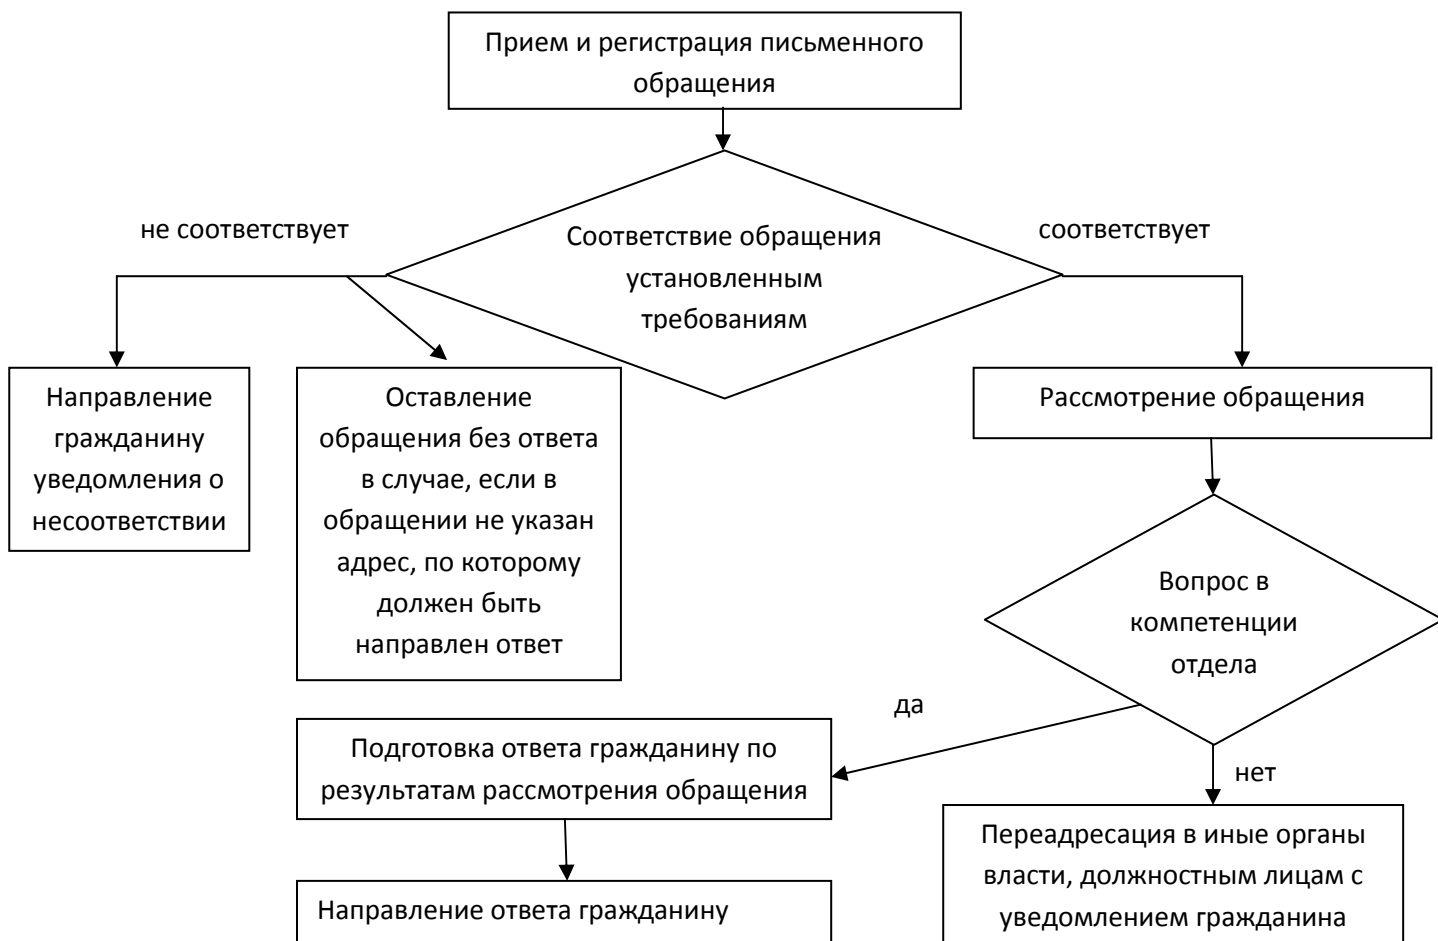 Прием и регистрация письменного
обращения
не соответствует
Соответствие обращения
установленным
требованиям
соответствует
Направление
гражданину
уведомления о
несоответствии
Оставление
обращения без ответа
в случае, если в
обращении не указан
адрес, по которому
должен быть
направлен ответ
Рассмотрение обращения
Вопрос в
компетенции
отдела
да
нет
Подготовка ответа гражданину по
результатам рассмотрения обращения
Направление ответа гражданину
Переадресация в иные органы
власти, должностным лицам с
уведомлением гражданина